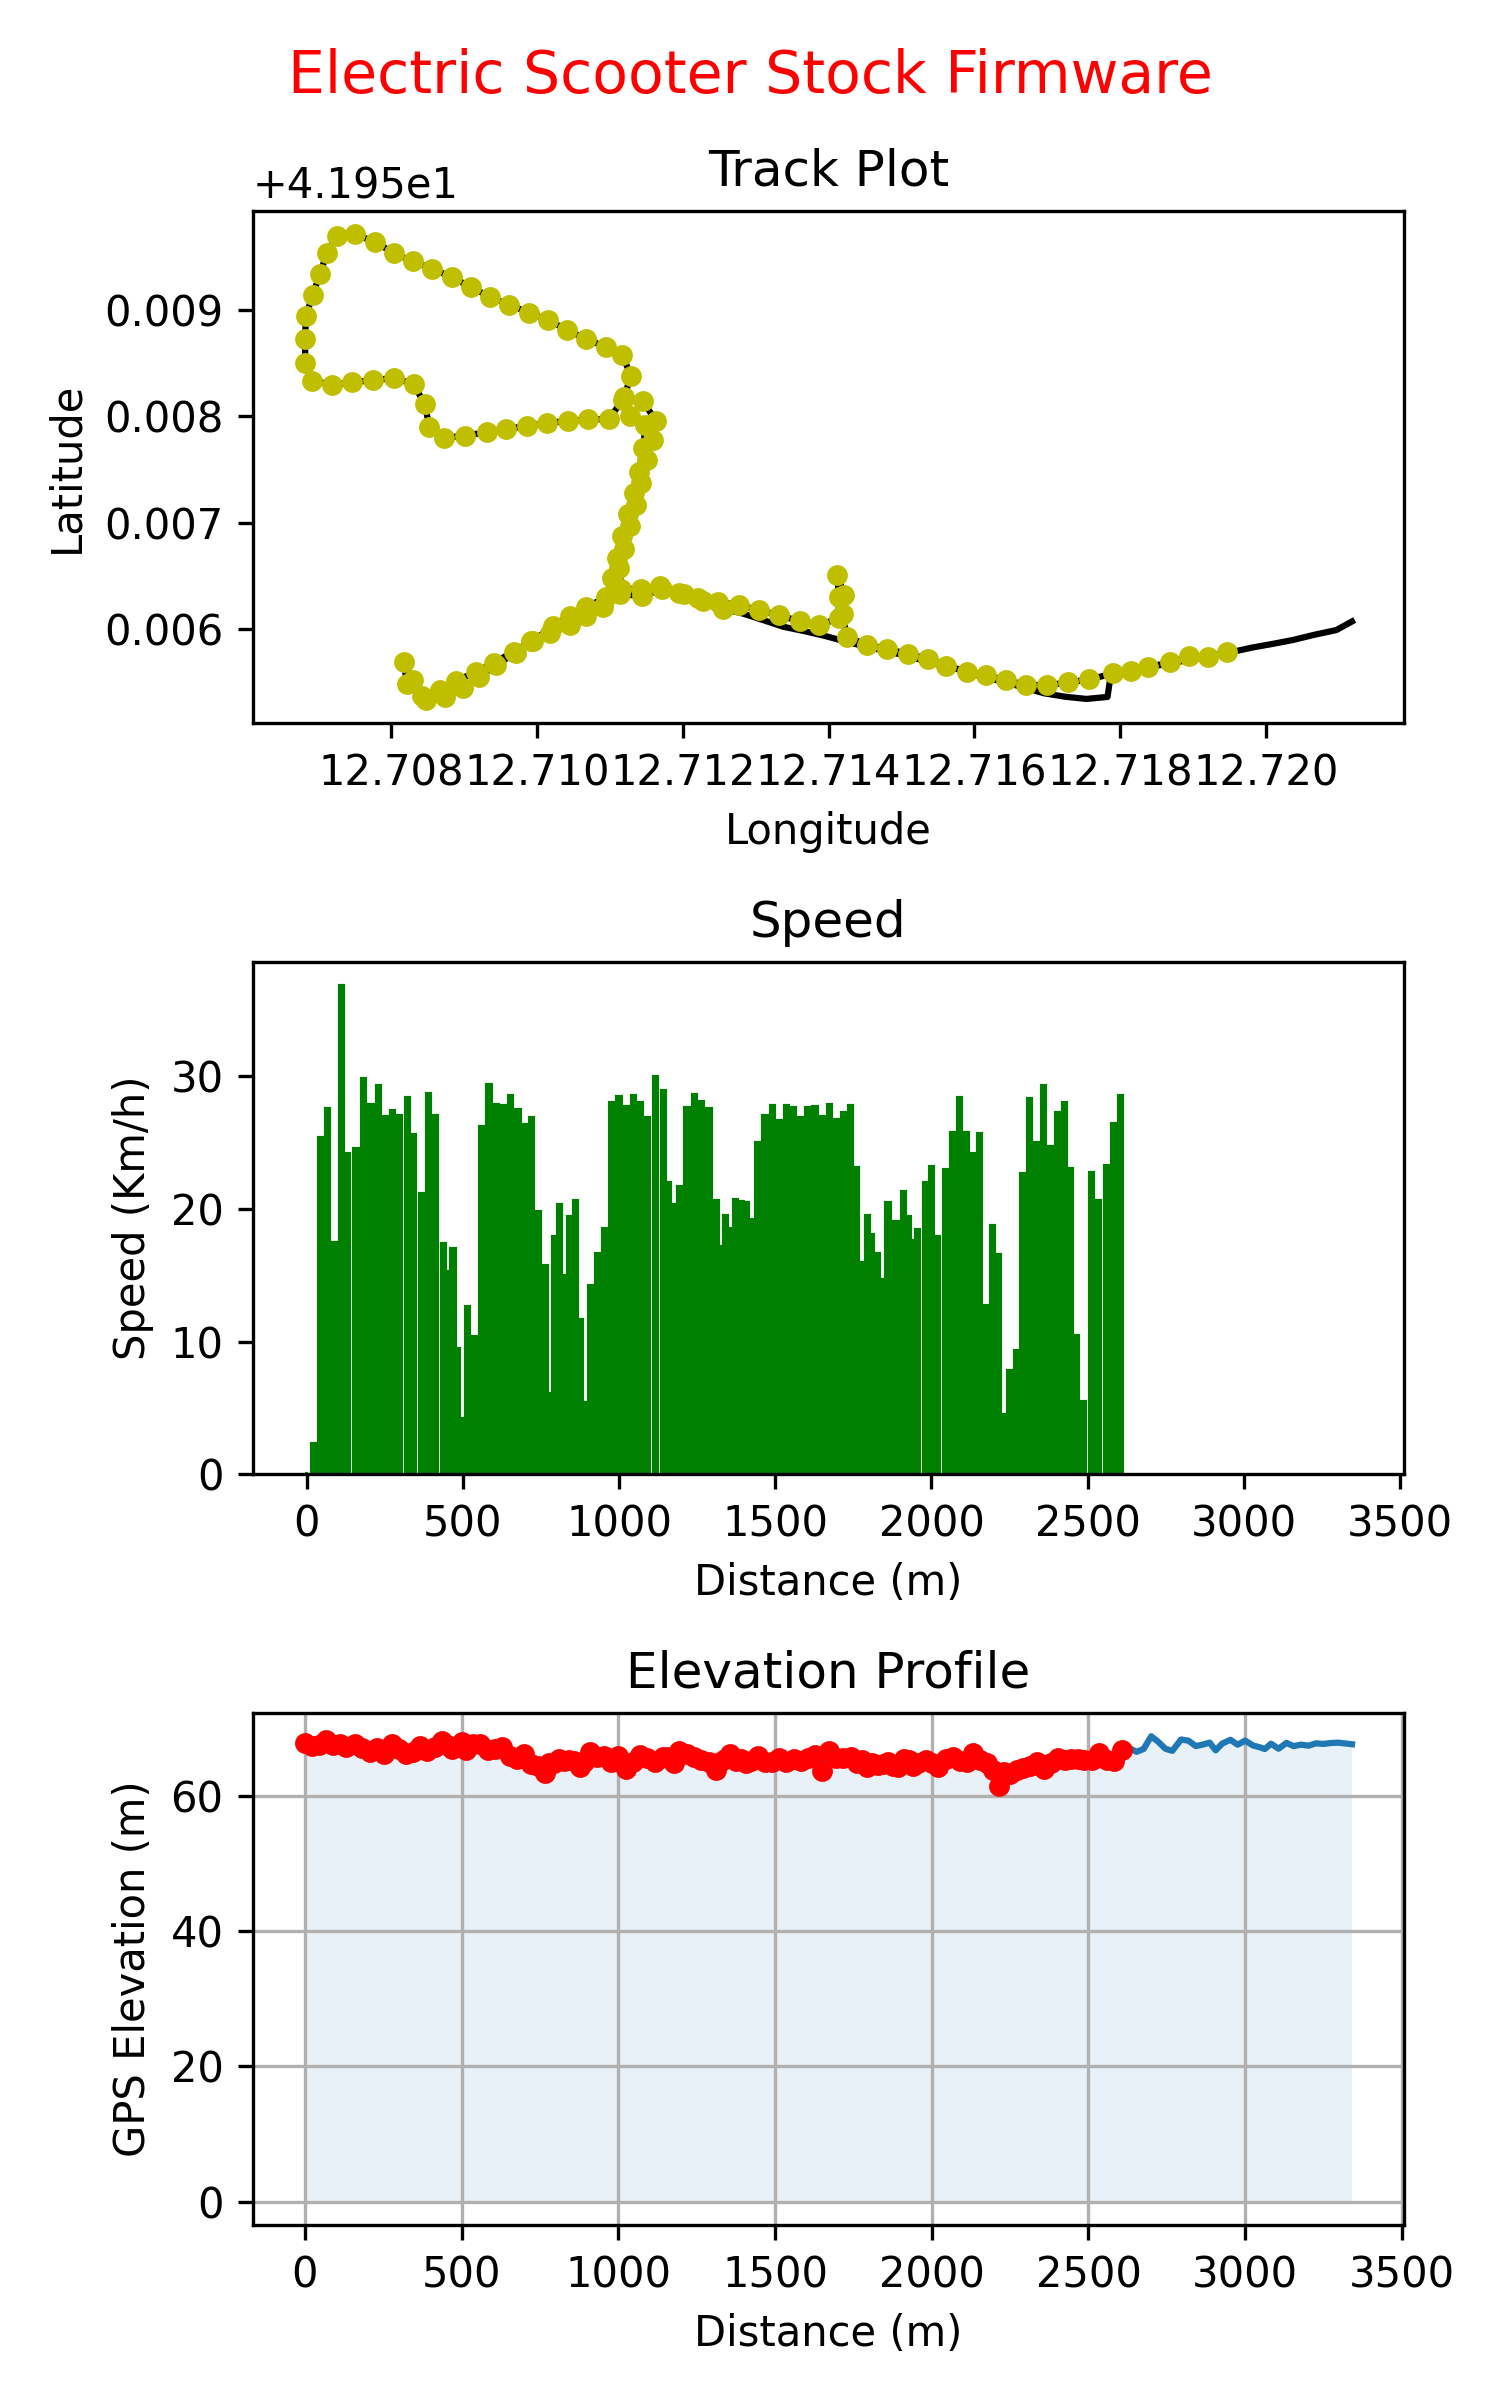 Electric Scooter Stock Firmware
Track Plot
+4.195e1
0.009
0.008
0.007
0.006
Latitude
12.708 12.710 12.712 12.714 12.716 12.718 12.720
Longitude
Speed
30
20
10
0
Speed (Km/h)
0 500 1000 1500 2000 2500 3000 3500
Distance (m)
Elevation Profile
60
40
20
0
GPS Elevation (m)
0 500 1000 1500 2000 2500 3000 3500
Distance (m)